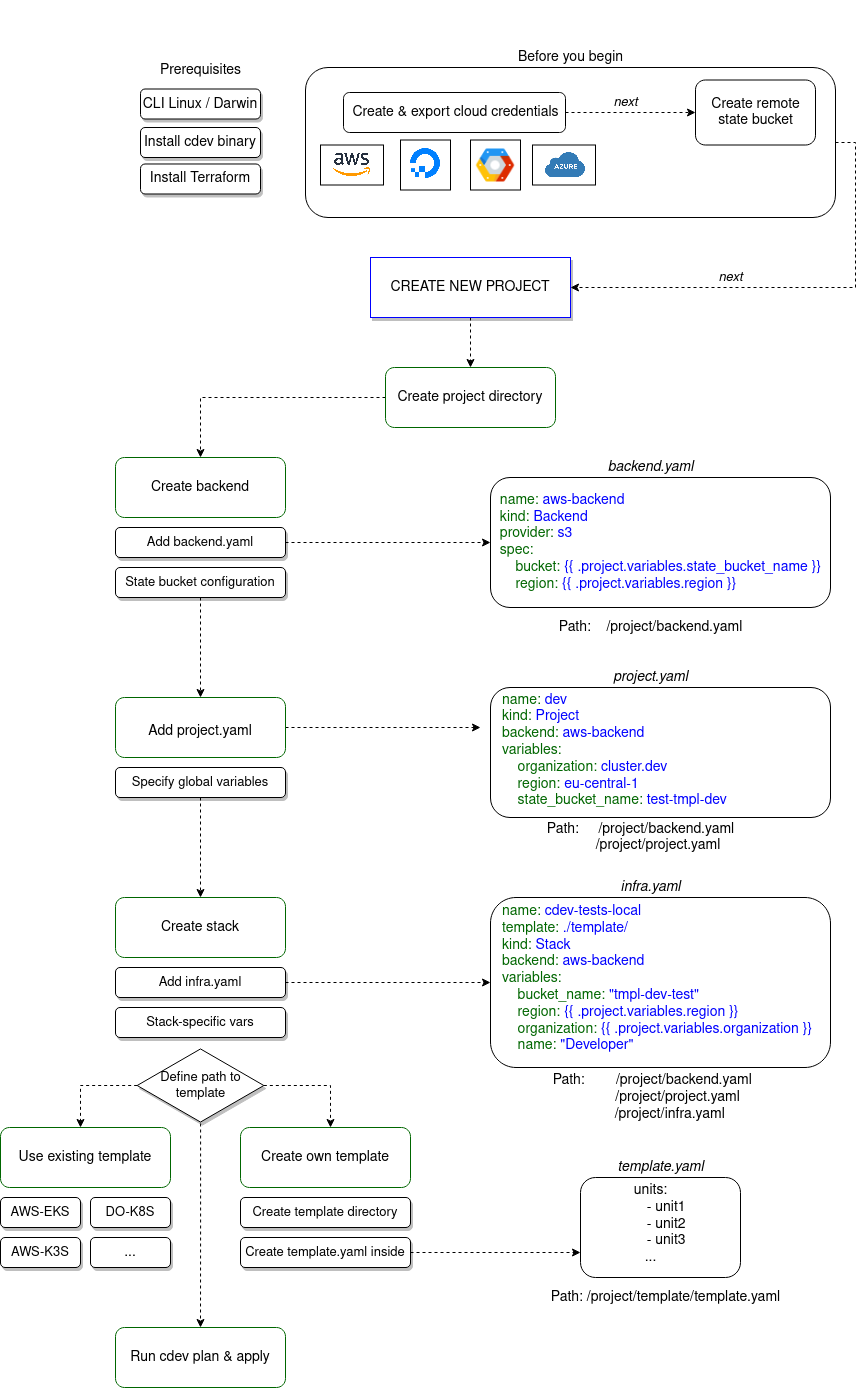 Before you begin
Prerequisites
CLI Linux / Darwin
Install cdev binary
Install Terraform
Create & export cloud credentials
next
Create remote
state bucket
aws
AZURE
CREATE NEW PROJECT
next
Create project directory
Create backend
Add backend.yaml
State bucket configuration
backend.yaml
name: aws-backend
kind: Backend
provider: s3
spec:
bucket: {{ .project.variables.state_bucket_name }}
region: {{ .project.variables.region }}
Path: /project/backend.yaml
Add project.yaml
Specify global variables
project.yaml
name: dev
kind: Project
backend: aws-backend
variables:
organization: cluster.dev
region: eu-central-1
state_bucket_name: test-tmpl-dev
Path: /project/backend.yaml
/project/project.yaml
Create stack
Add infra.yaml
Stack-specific vars
infra.yaml
name: cdev-tests-local
template: ./template/
kind: Stack
backend: aws-backend
variables:
bucket_name: "tmpl-dev-test"
region: {{ .project.variables.region }}
organization: {{ .project.variables.organization }}
name: "Developer"
Path: /project/backend.yaml
/project/project.yaml
/project/infra.yaml
Define path to
template
Use existing template
AWS-EKS
DO-K8S
AWS-K3S
...
Create own template
Create template directory
Create template.yaml inside
template.yaml
units:
- unit1
- unit2
- unit3
...
Path: /project/template/template.yaml
Run cdev plan & apply